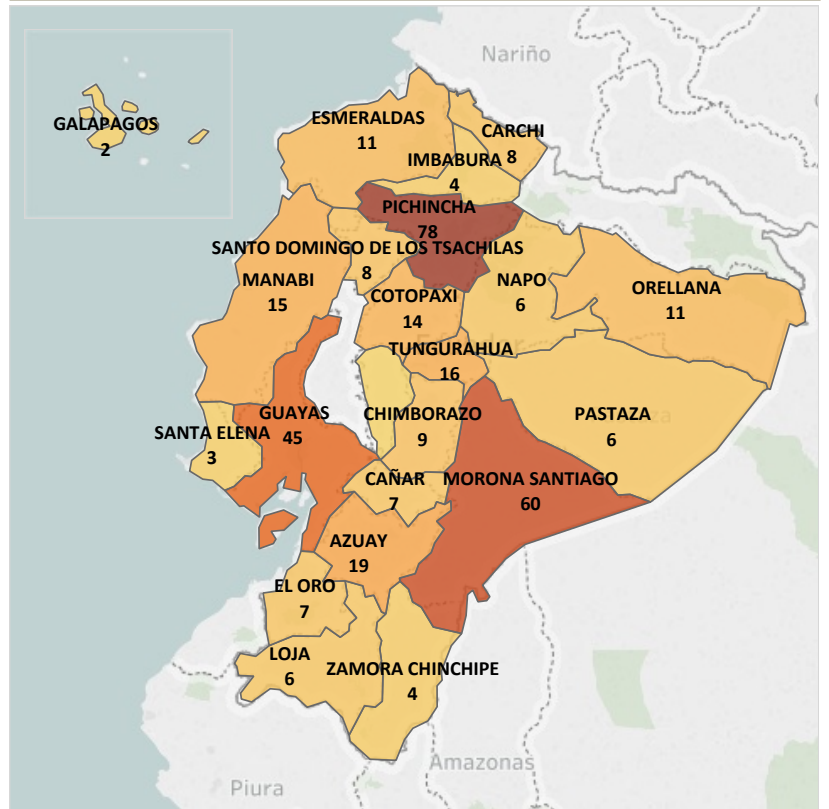 Nariño
ESMERALDAS
11
CARCHI
8
GALAPAGOS
2
IMBABURA
4
PICHINCHA
78
SANTO DOMINGO DE LOS TSACHILAS
8
MANABI
15
NAPO
6
ORELLANA
11
COTOPAXI
14
TUNGURAHUA
16
GUAYAS
45
CHIMBORAZO
9
PASTAZA
6
SANTA ELENA
3
CAÑAR
7
MORONA SANTIAGO
60
AZUAY
19
EL ORO
7
LOJA
6
ZAMORA CHINCHIPE
4
Amazonas
Piura